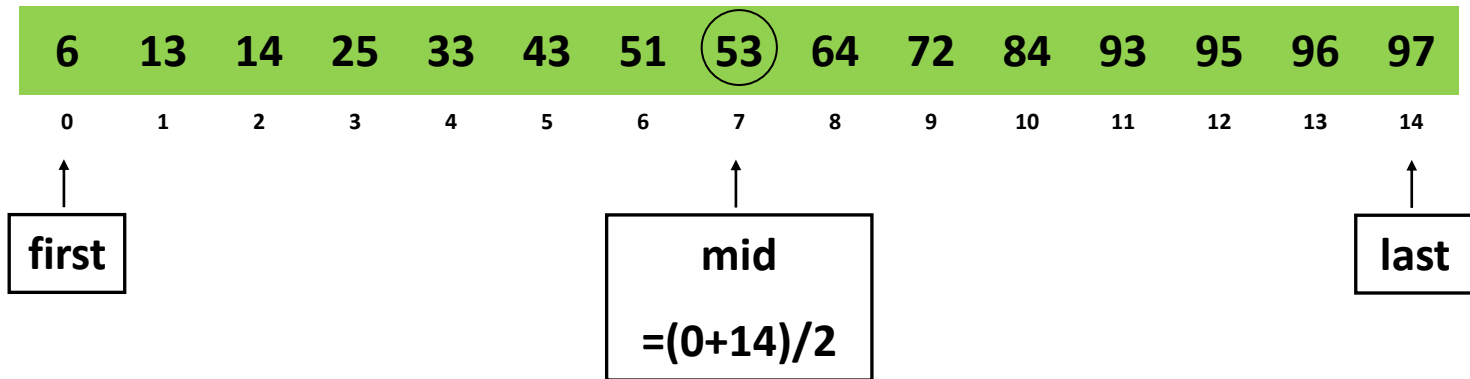 6 13 14 25 33 43 51 53 64 72 84 93 95 96 97
0 1 2 3 4 5 6 7 8 9 10 11 12 13 14
first
mid
=(0+14)/2
last